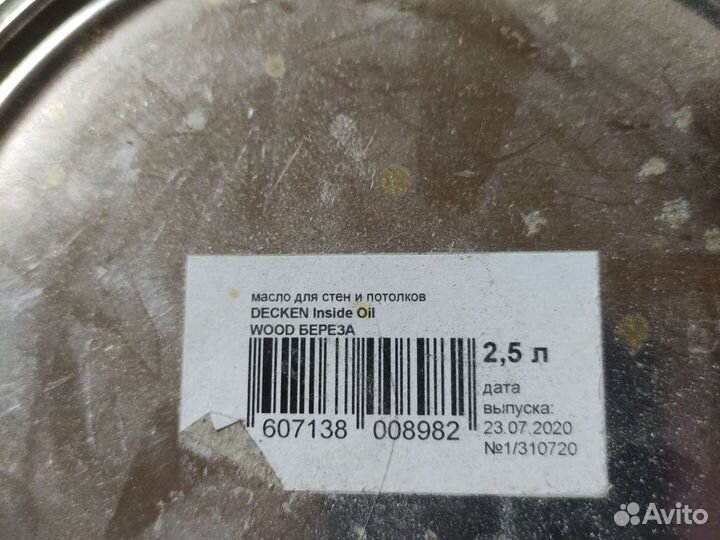 масло для стен и потолков
DECKEN Inside Oil
WOOD БЕРЕЗА
2,5 л
дата
выпуска:
23.07.2020
№1/310720
607138 008982
Avito